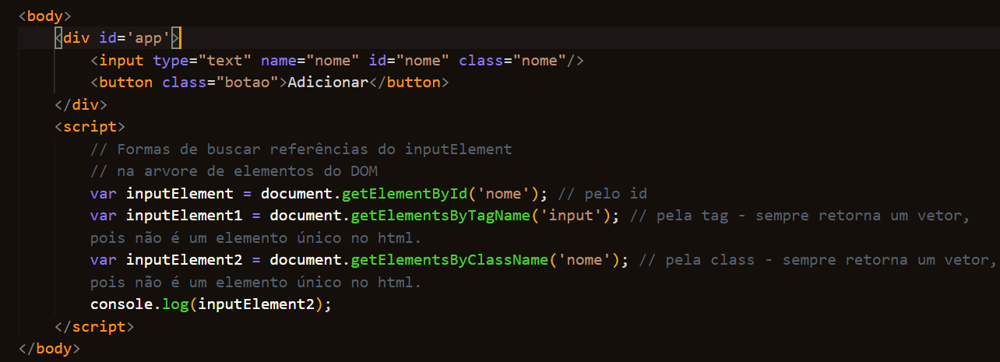 <body>
<div id='app'>
<input type="text" name="nome" id="nome" class="nome"/>
<button class="botao">Adicionar</button>
</div>
<script>
// Formas de buscar referências do inputElement
// na arvore de elementos do DOM
var inputElement = document.getElementById('nome'); // pelo id
var inputElement1 = document.getElementsByTagName('input'); // pela tag - sempre retorna um vetor,
pois não é um elemento único no html.
var inputElement2 = document.getElementsByClassName('nome'); // pela class - sempre retorna um vetor,
pois não é um elemento único no html.
console.log(inputElement2);
</script>
</body>